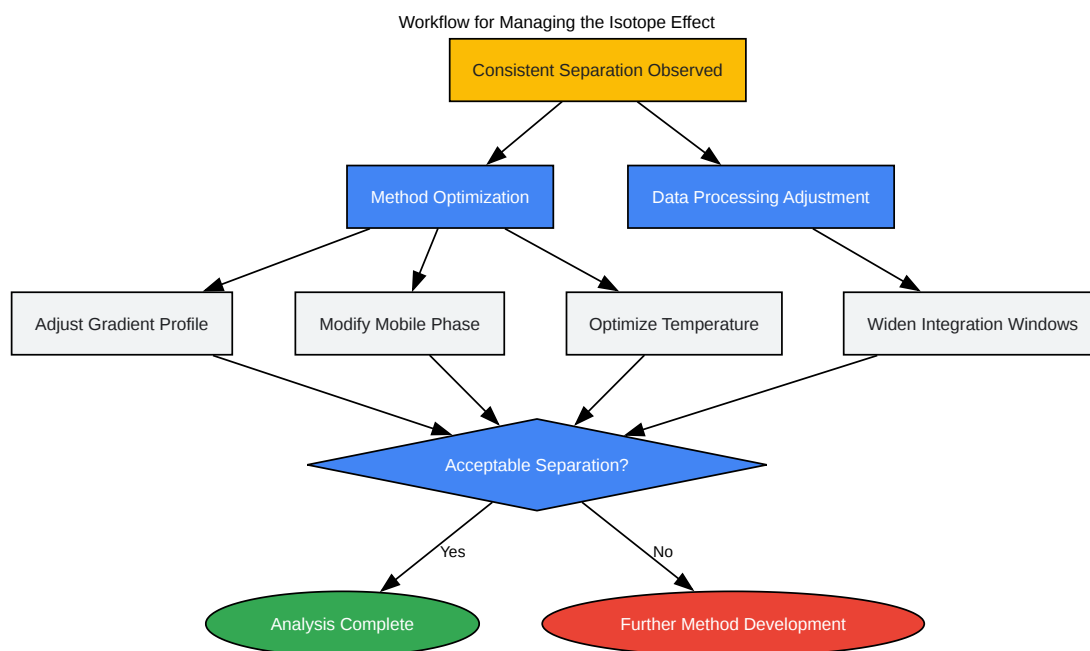 Workflow for Managing the Isotope Effect
Consistent Separation Observed
Method Optimization
Data Processing Adjustment
Adjust Gradient Profile
Modify Mobile Phase
Optimize Temperature
Widen Integration Windows
Acceptable Separation?
Yes
No
Analysis Complete
Further Method Development